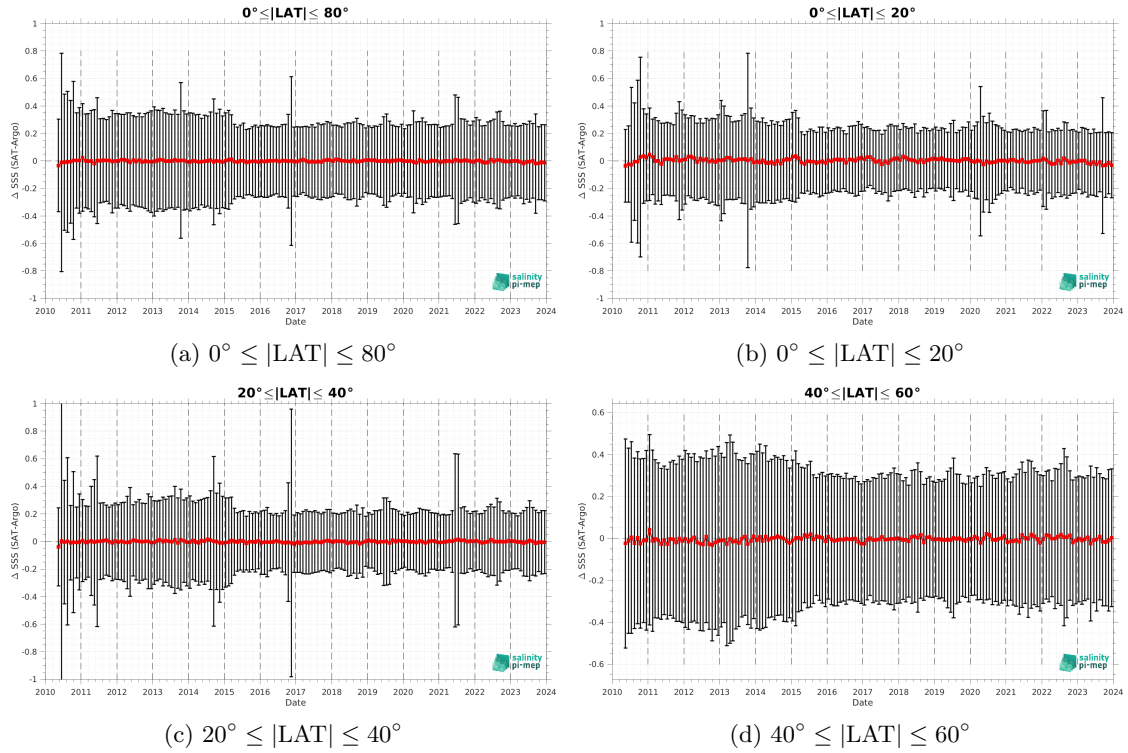 0°≤|LAT|≤ 80°
1
0.8
0.6
0.4
0.2
0
-0.2
-0.4
-0.6
-0.8
-1
Δ SSS (SAT-Argo)
salinity
pi-mep
2010 2011 2012 2013 2014 2015 2016 2017 2018 2019 2020 2021 2022 2023 2024
Date
(a) 0° ≤ |LAT| ≤ 80°
0°≤|LAT|≤ 20°
1
0.8
0.6
0.4
0.2
0
-0.2
-0.4
-0.6
-0.8
-1
Δ SSS (SAT-Argo)
salinity
pi-mep
2010 2011 2012 2013 2014 2015 2016 2017 2018 2019 2020 2021 2022 2023 2024
Date
(b) 0° ≤ |LAT| ≤ 20°
20°≤|LAT|≤ 40°
1
0.8
0.6
0.4
0.2
0
-0.2
-0.4
-0.6
-0.8
-1
Δ SSS (SAT-Argo)
salinity
pi-mep
2010 2011 2012 2013 2014 2015 2016 2017 2018 2019 2020 2021 2022 2023 2024
Date
(c) 20° ≤ |LAT| ≤ 40°
40°≤|LAT|≤ 60°
0.6
0.4
0.2
0
-0.2
-0.4
-0.6
Δ SSS (SAT-Argo)
salinity
pi-mep
2010 2011 2012 2013 2014 2015 2016 2017 2018 2019 2020 2021 2022 2023 2024
Date
(d) 40° ≤ |LAT| ≤ 60°